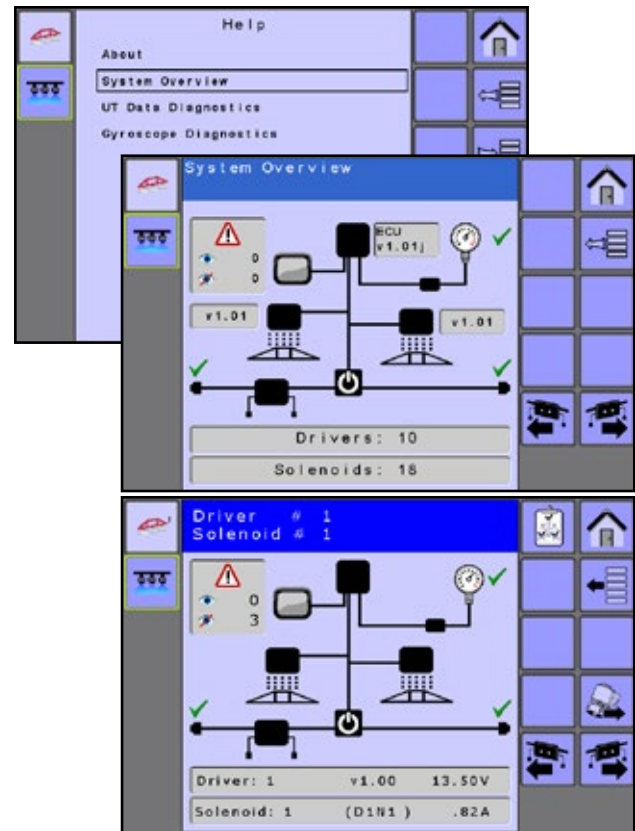 Help
About
System Overview
UT Data Diagnostics
Gyroscope Diagnostics
System Overview
0
0
ECU
v1.01j
v1.01
v1.01
Drivers: 10
Solenoids: 18
Driver # 1
Solenoid # 1
0
3
Driver: 1 v1.00 13.50V
Solenoid: 1 (D1N1 ) .82A